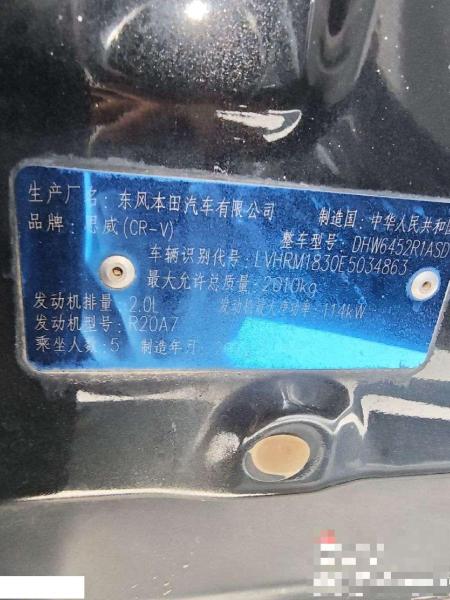 生产厂名：东风本田汽车有限公司 制造国：中华人民共和国
品牌：思威(CR-V) 整车型号：DHW6452R1ASD
车辆识别代号：LVHRM1830E5034863
最大允许总质量：2010kg
发动机排量：2.0L 发动机最大净功率：114kW
发动机型号：R20A7
乘坐人数：5 制造年月：